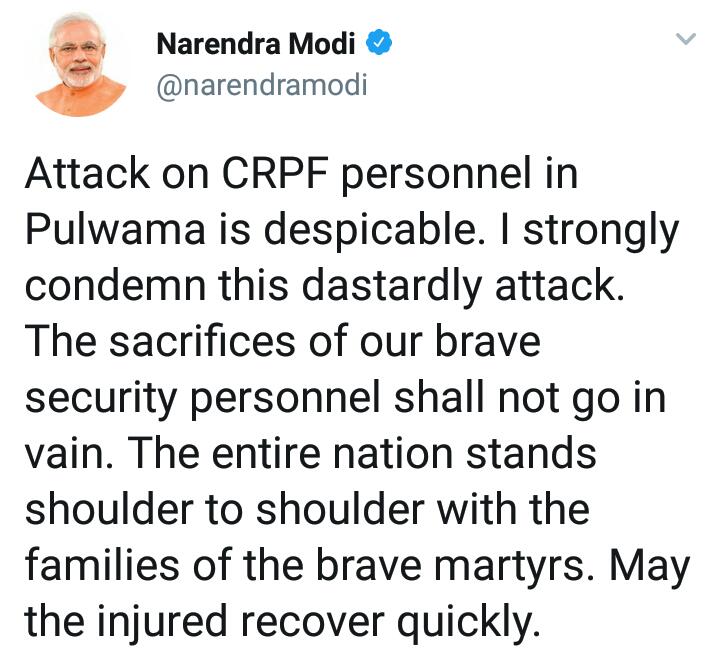 Narendra Modi
@narendramodi
Attack on CRPF personnel in
Pulwama is despicable. I strongly
condemn this dastardly attack.
The sacrifices of our brave
security personnel shall not go in
vain. The entire nation stands
shoulder to shoulder with the
families of the brave martyrs. May
the injured recover quickly.